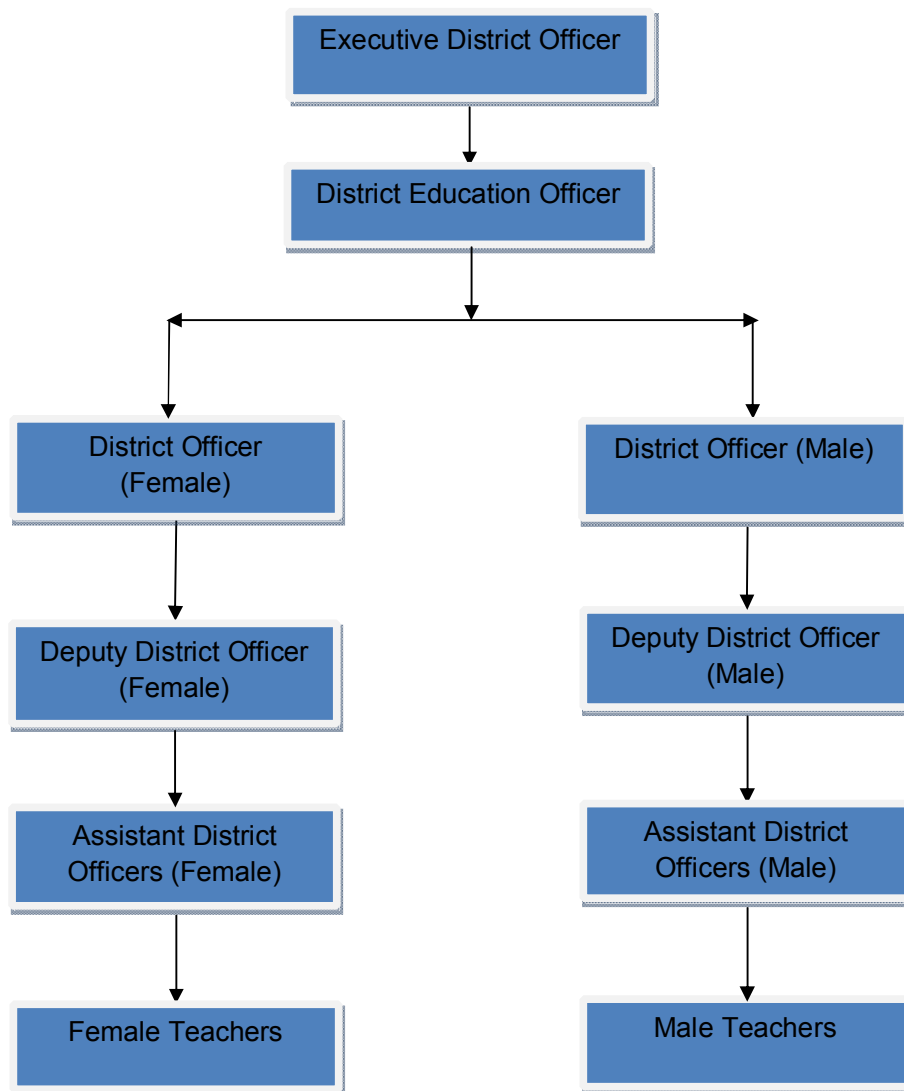 Executive District Officer
District Education Officer
District Officer
(Female)
District Officer (Male)
Deputy District Officer
(Female)
Deputy District Officer
(Male)
Assistant District
Officers (Female)
Assistant District
Officers (Male)
Female Teachers
Male Teachers